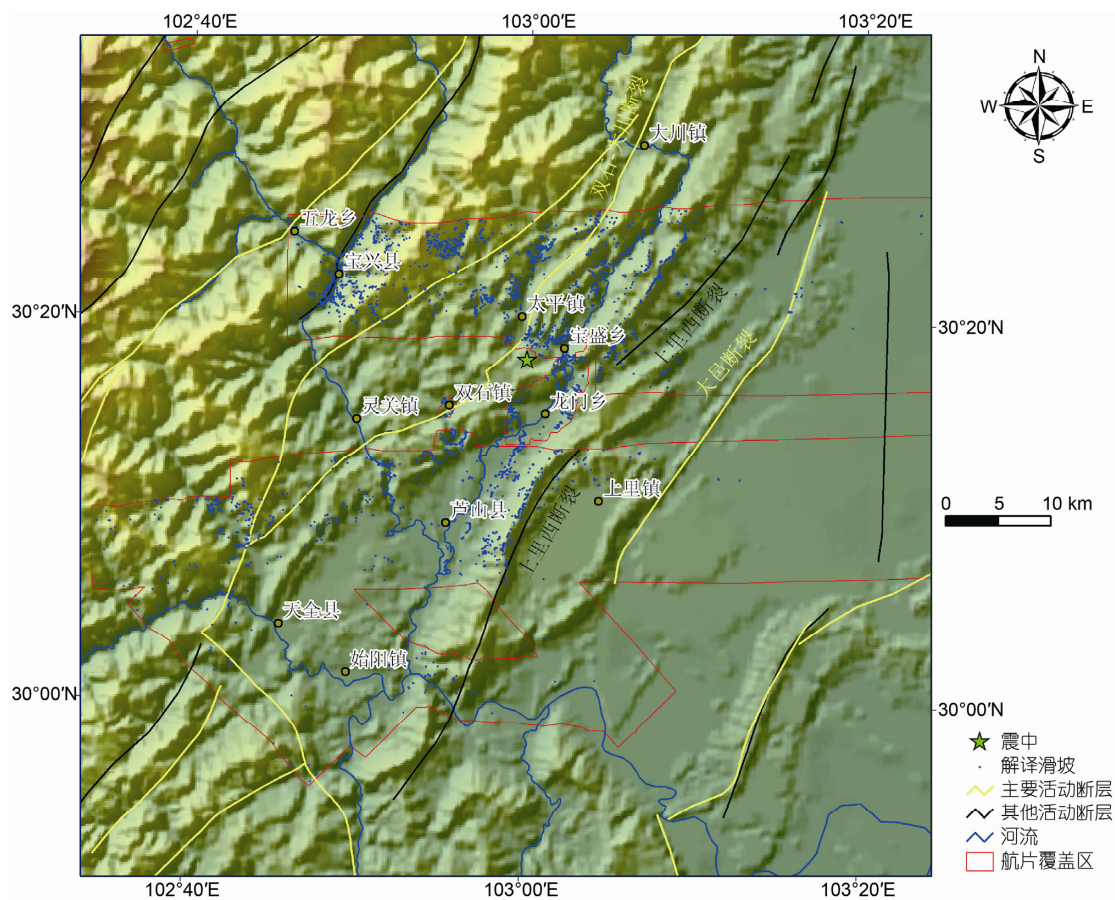 102°40′E
103°00′E
103°20′E
N
W
E
S
大川镇
双石-大川断裂
五龙乡
宝兴县
太平镇
30°20′N
30°20′N
宝盛乡
上里西断裂
大邑断裂
双石镇
灵关镇
龙门乡
上里镇
芦山县
上里西断裂
0
5
10 km
天全县
始阳镇
30°00′N
30°00′N
震中
解译滑坡
主要活动断层
其他活动断层
河流
航片覆盖区
102°40′E
103°00′E
103°20′E